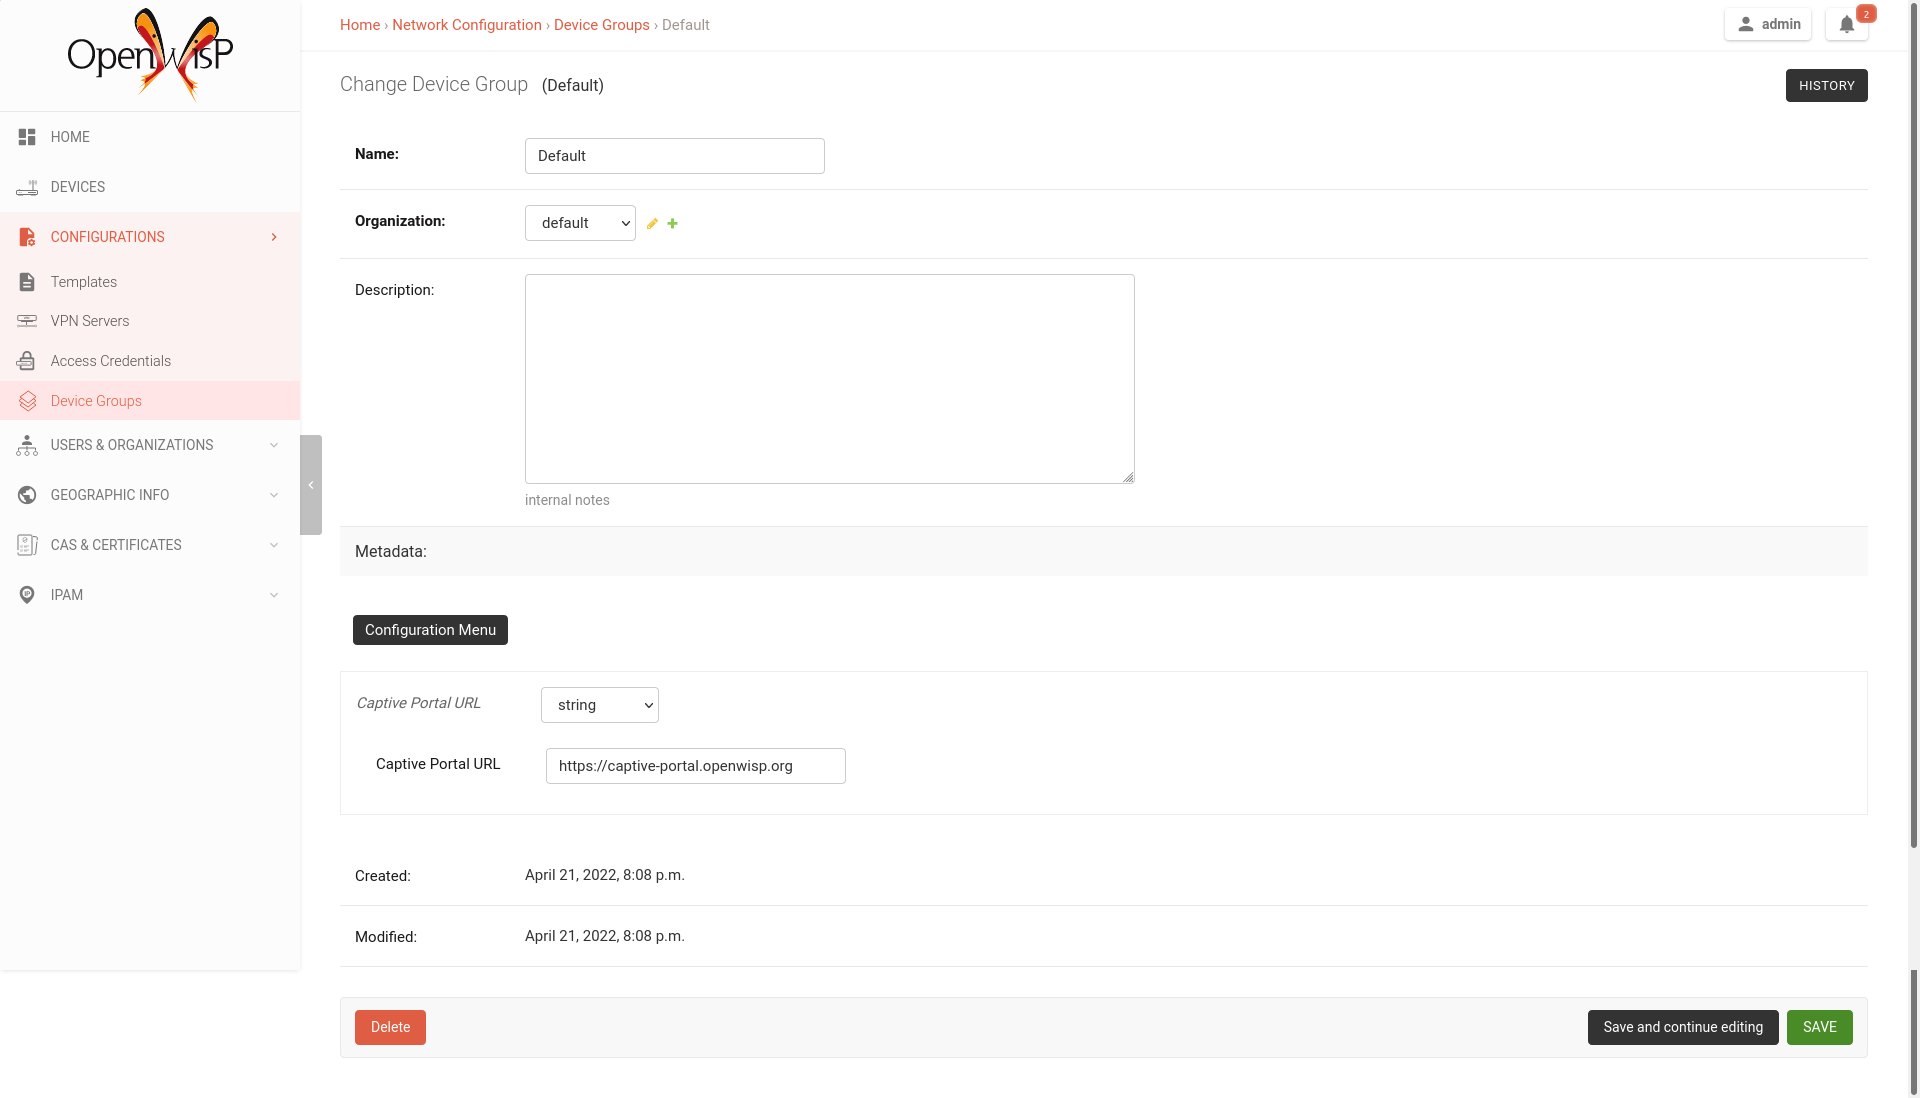 OpenWISP
Home › Network Configuration › Device Groups › Default
admin
2
Change Device Group (Default)
HISTORY
HOME
DEVICES
CONFIGURATIONS
Templates
VPN Servers
Access Credentials
Device Groups
USERS & ORGANIZATIONS
GEOGRAPHIC INFO
CAS & CERTIFICATES
IPAM
Name:
Default
Organization:
default
Description:
internal notes
Metadata:
Configuration Menu
Captive Portal URL
string
Captive Portal URL
https://captive-portal.openwisp.org
Created:
April 21, 2022, 8:08 p.m.
Modified:
April 21, 2022, 8:08 p.m.
Delete
Save and continue editing
SAVE